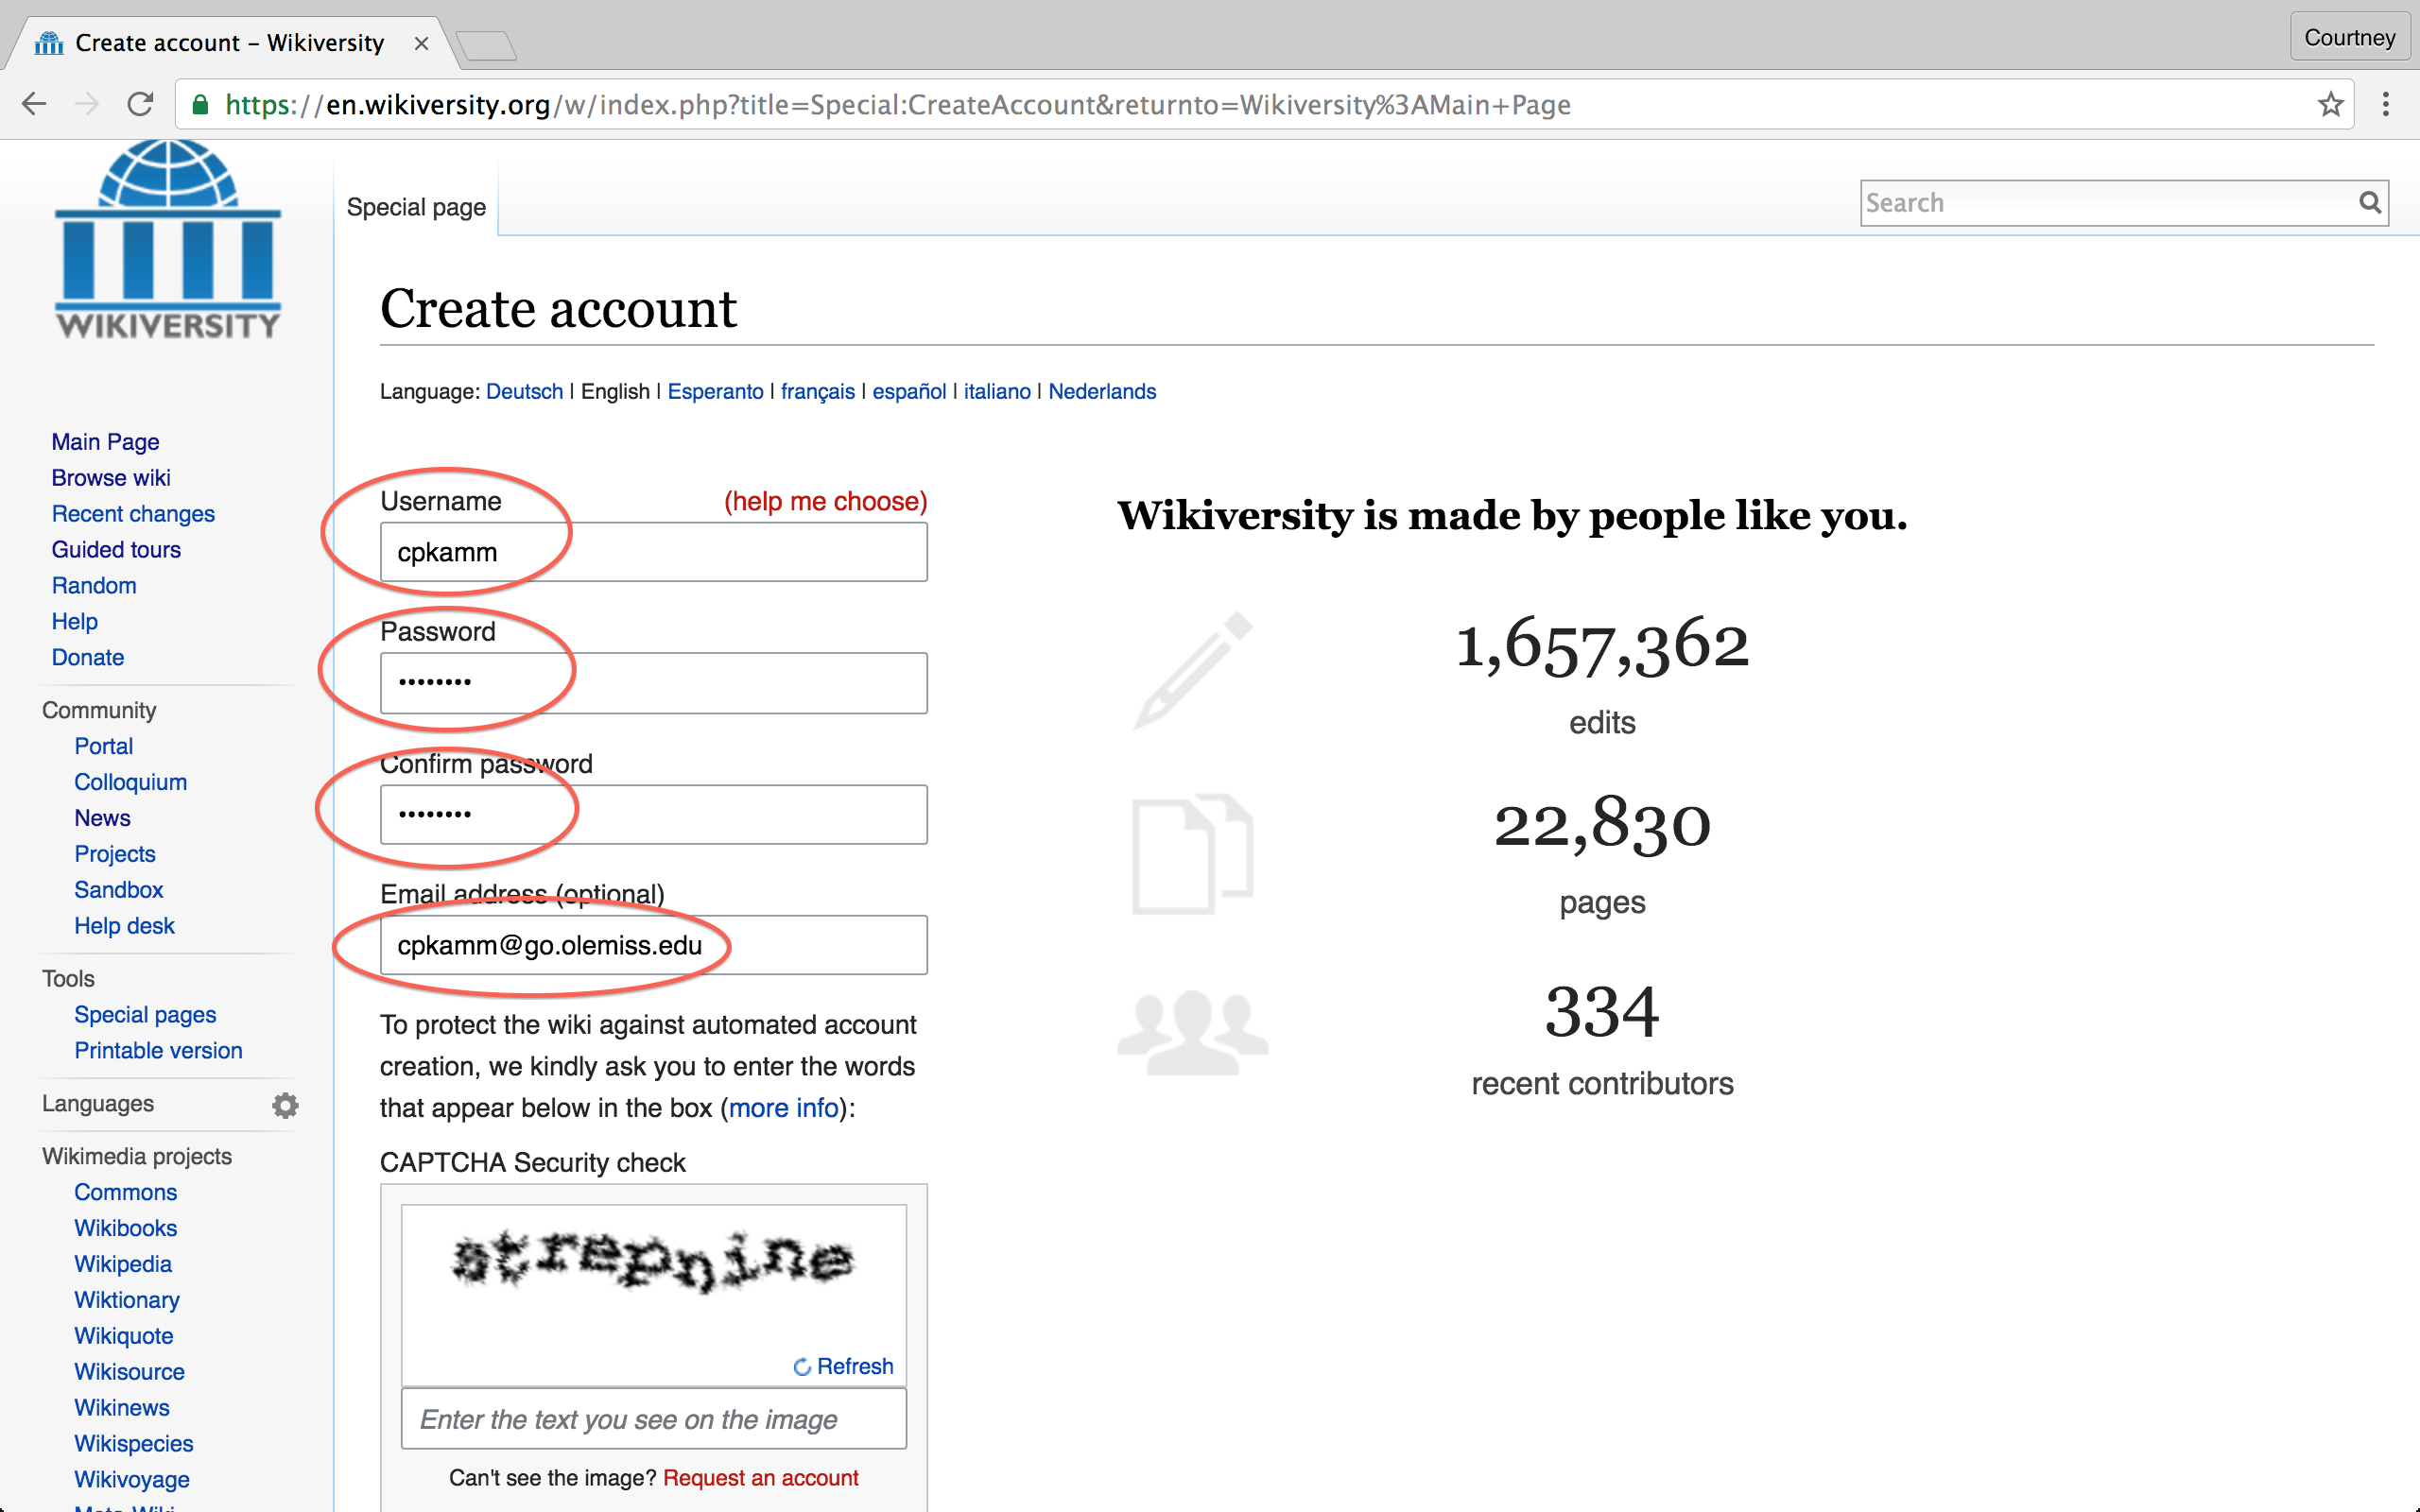 Create account – Wikiversity
Courtney
https://en.wikiversity.org/w/index.php?title=Special:CreateAccount&returnto=Wikiversity%3AMain+Page
WIKIVERSITY
Special page
Search
Create account
Language: Deutsch | English | Esperanto | français | español | italiano | Nederlands
Main Page
Browse wiki
Recent changes
Guided tours
Random
Help
Donate
Community
Portal
Colloquium
News
Projects
Sandbox
Help desk
Tools
Special pages
Printable version
Languages
Wikimedia projects
Commons
Wikibooks
Wikipedia
Wiktionary
Wikiquote
Wikisource
Wikinews
Wikispecies
Wikivoyage
Meta-Wiki
Username (help me choose)
cpkamm
Password
••••••••
Confirm password
••••••••
Email address (optional)
cpkamm@go.olemiss.edu
To protect the wiki against automated account
creation, we kindly ask you to enter the words
that appear below in the box (more info):
CAPTCHA Security check
strepnine
Refresh
Enter the text you see on the image
Can't see the image? Request an account
Wikiversity is made by people like you.
1,657,362
edits
22,830
pages
334
recent contributors